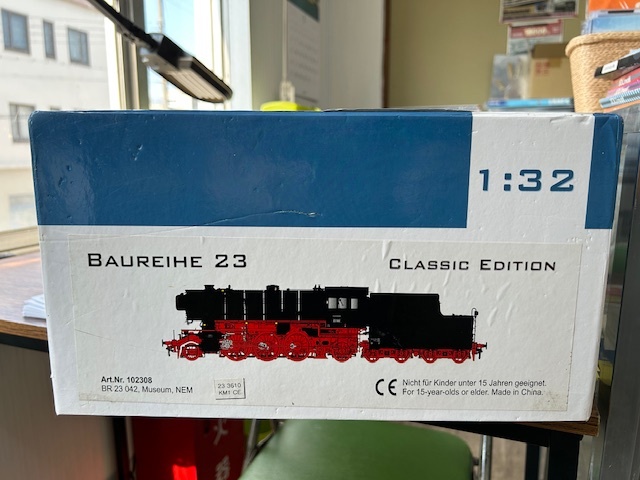 1:32
BAUREIHE 23
CLASSIC EDITION
Art.Nr. 102308
BR 23 042, Museum, NEM
23 3610
KM1 CE
CE Nicht für Kinder unter 15 Jahren geeignet.
For 15-year-olds or elder. Made in China.